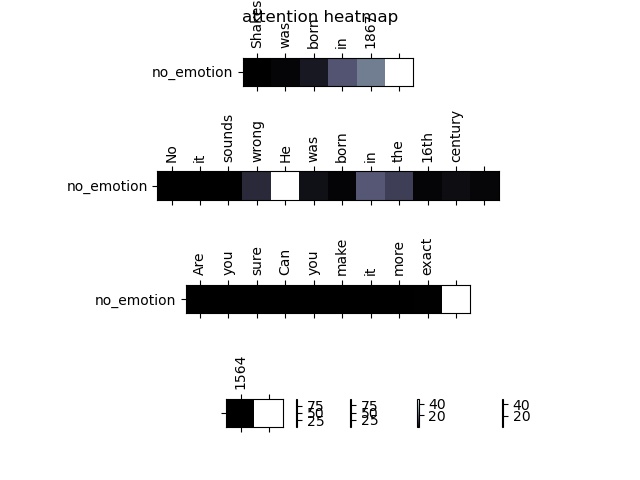 attention heatmap
Shakes was born in 1867
no_emotion
No it sounds wrong He was born in the 16th century
no_emotion
Are you sure Can you make it more exact
no_emotion
1564
75 75 40 40
50 50 20 20
25 25